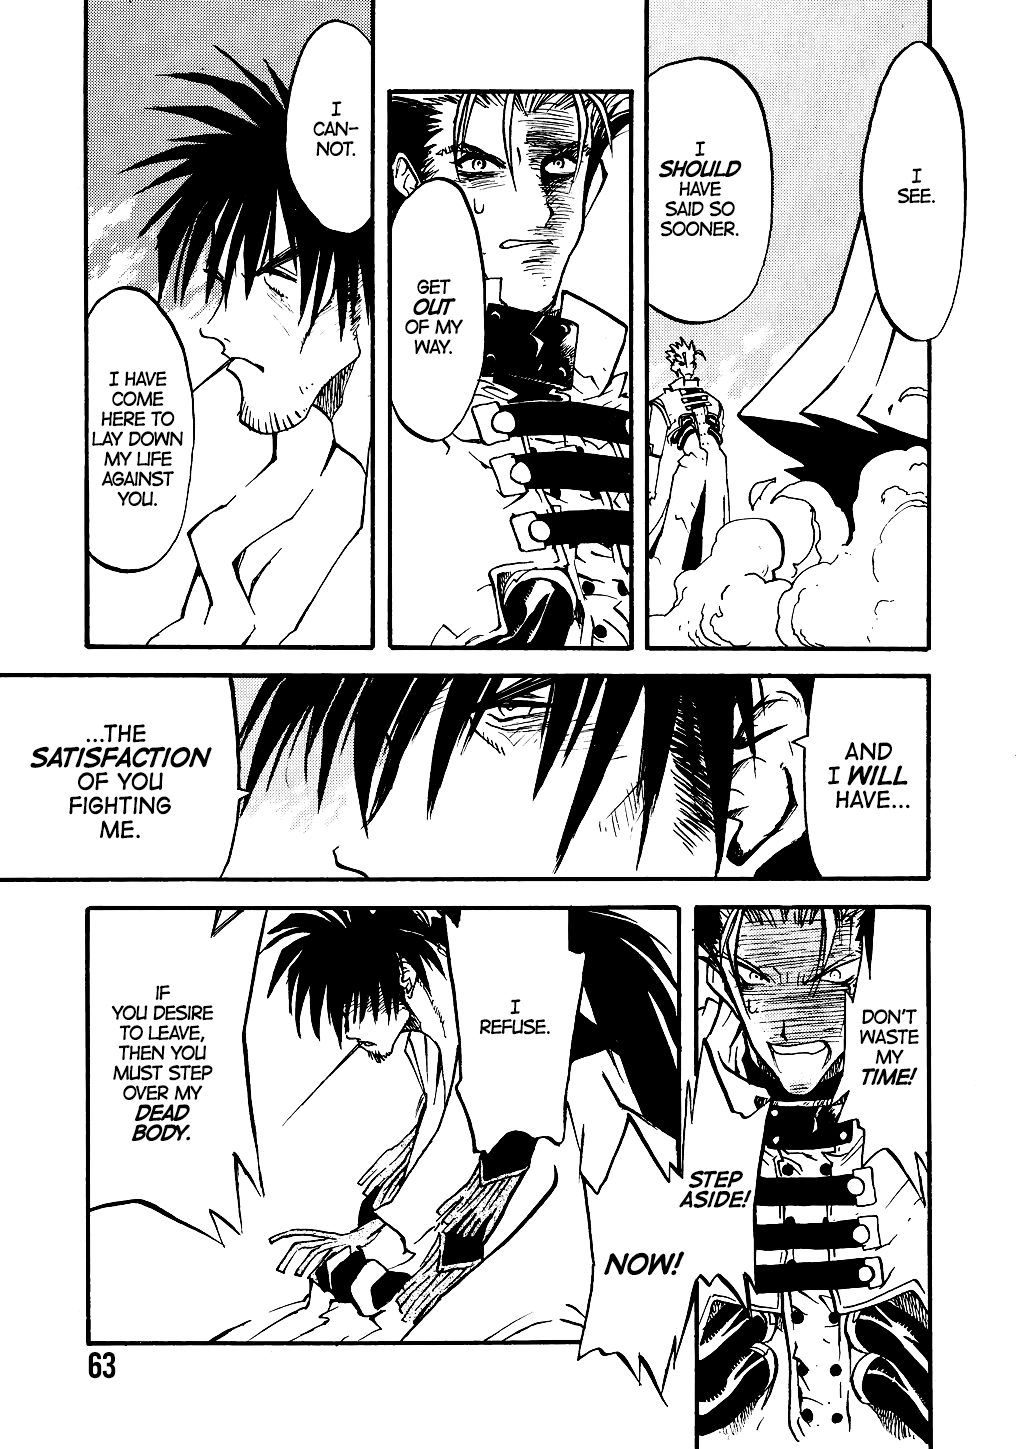 I
SEE.
I
SHOULD
HAVE
SAID SO
SOONER.
GET
OUT
OF MY
WAY.
I
CAN-
NOT.
I HAVE
COME
HERE TO
LAY DOWN
MY LIFE
AGAINST
YOU.
AND
I WILL
HAVE...
...THE
SATISFACTION
OF YOU
FIGHTING
ME.
DON'T
WASTE
MY
TIME!
STEP
ASIDE!
NOW!
I
REFUSE.
IF
YOU DESIRE
TO LEAVE,
THEN YOU
MUST STEP
OVER MY
DEAD
BODY.
63